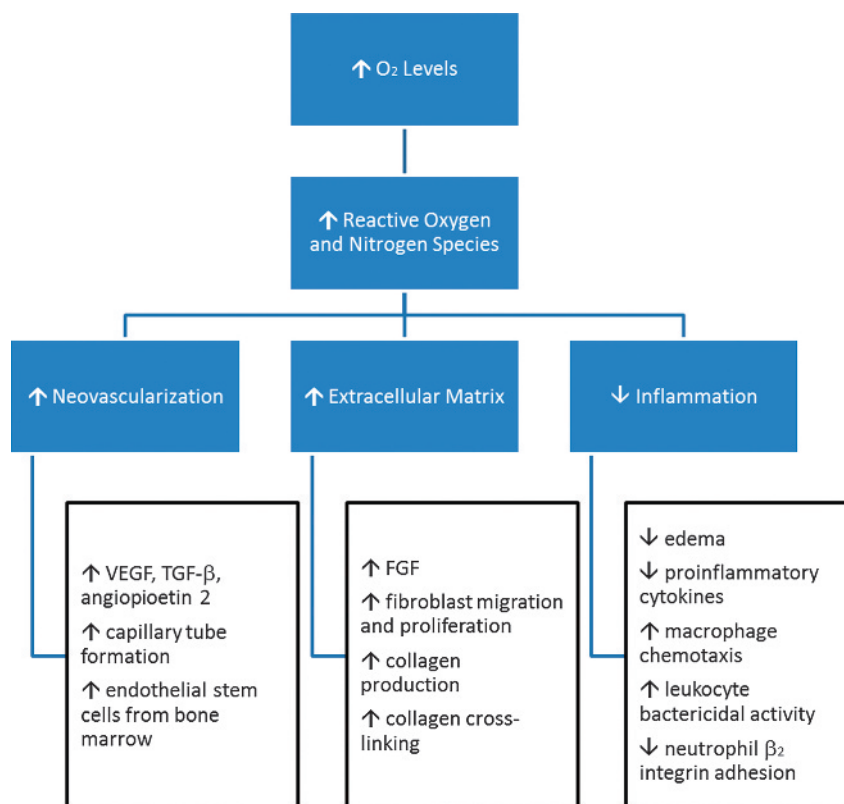 ↑ O₂ Levels
↑ Reactive Oxygen
and Nitrogen Species
↑ Neovascularization
↑ Extracellular Matrix
↓ Inflammation
↑ VEGF, TGF-β,
angiopoietin 2
↑ capillary tube
formation
↑ endothelial stem
cells from bone
marrow
↑ FGF
↑ fibroblast migration
and proliferation
↑ collagen
production
↑ collagen cross-
linking
↓ edema
↓ proinflammatory
cytokines
↑ macrophage
chemotaxis
↑ leukocyte
bactericidal activity
↓ neutrophil β₂
integrin adhesion